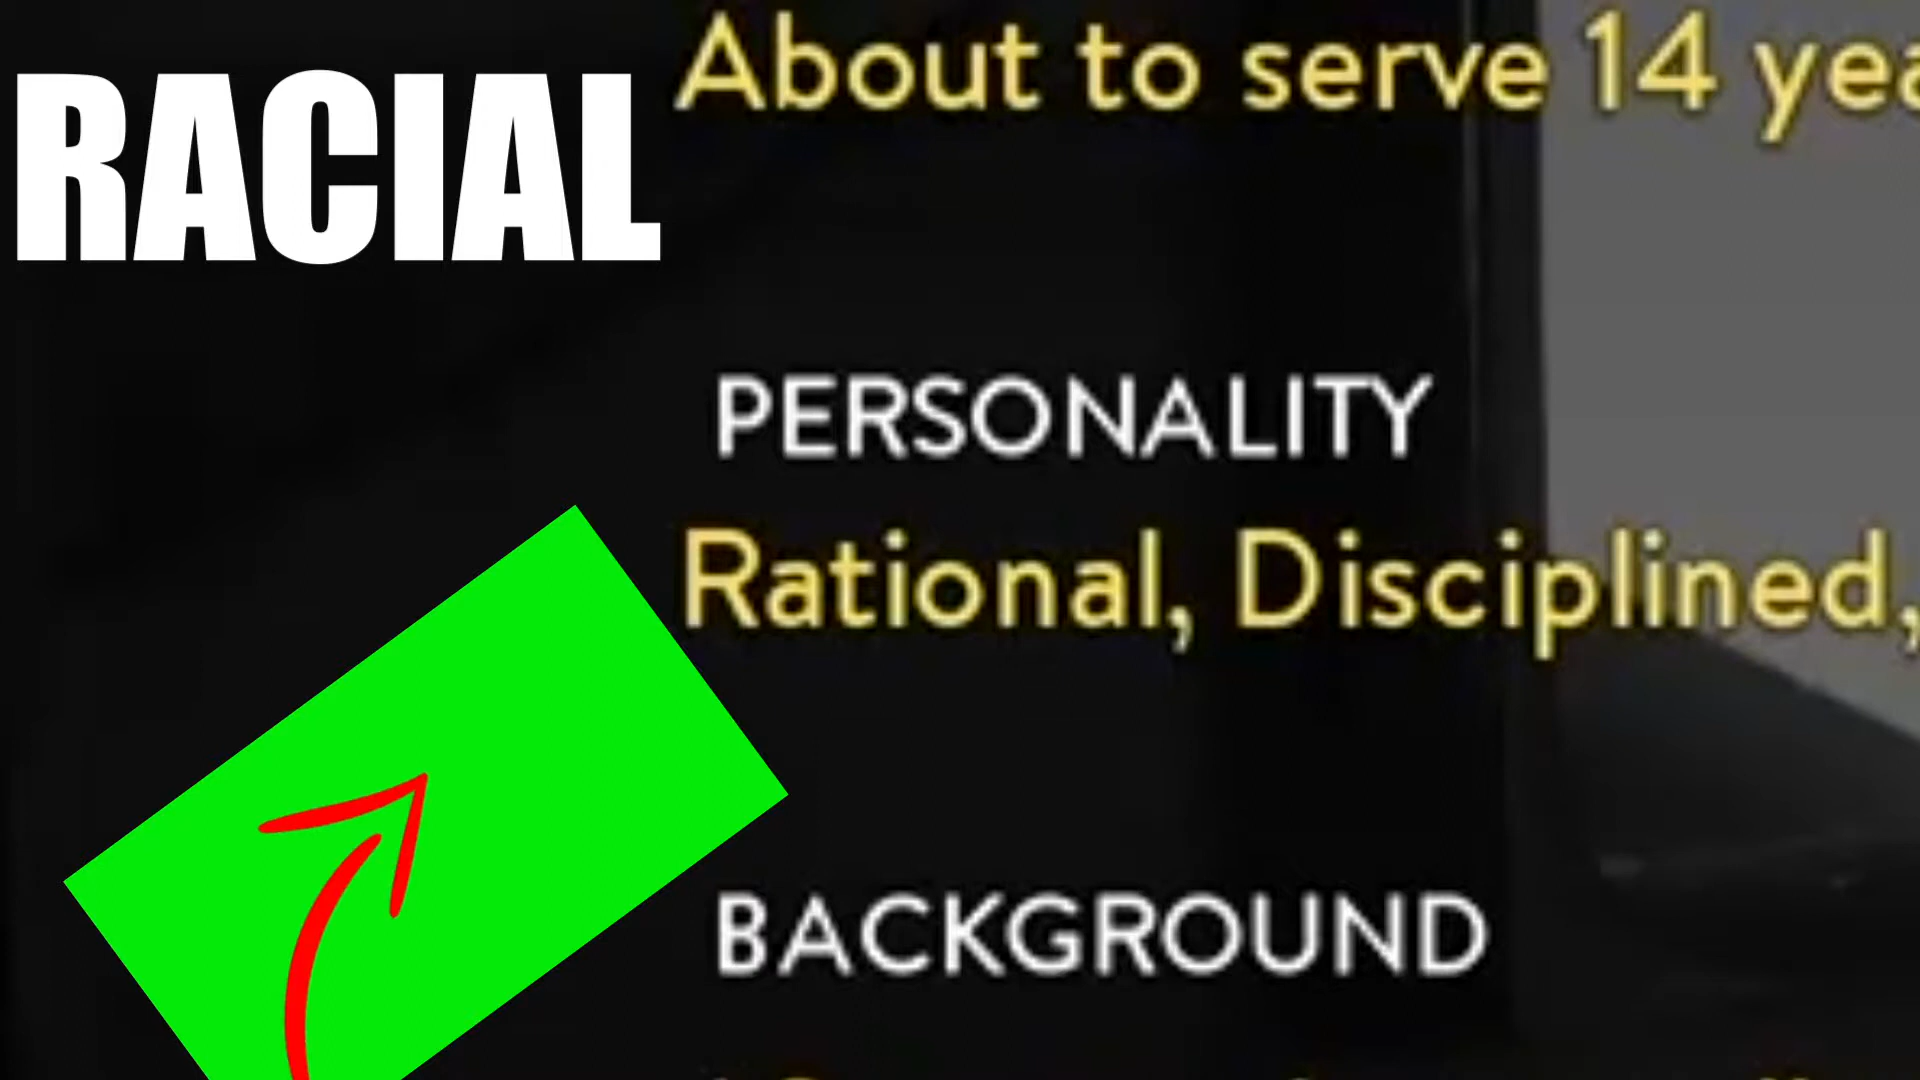 RACIAL
About to serve 14
PERSONALITY
Rational, Disciplined,
BACKGROUND